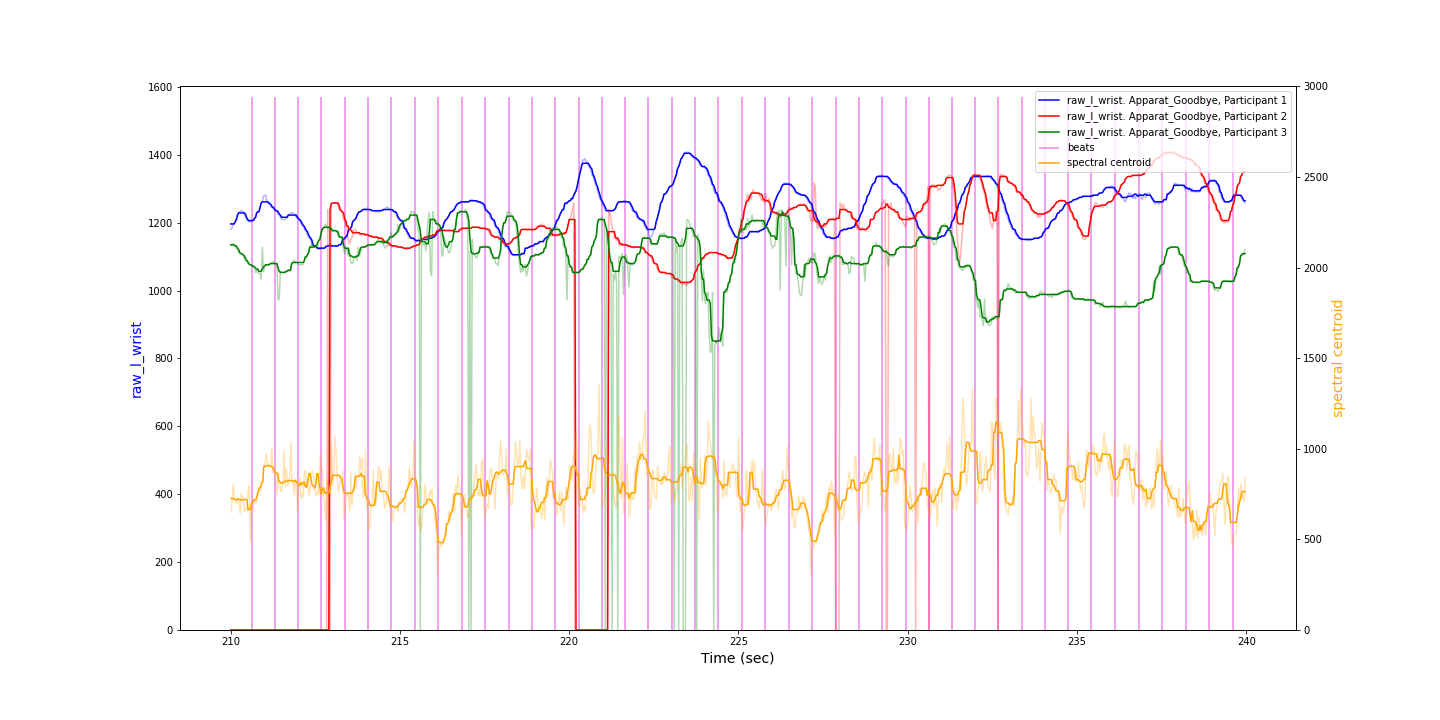 1600
1400
1200
1000
800
600
400
200
0
raw_l_wrist
3000
2500
2000
1500
1000
500
0
spectral centroid
raw_l_wrist. Apparat_Goodbye, Participant 1
raw_l_wrist. Apparat_Goodbye, Participant 2
raw_l_wrist. Apparat_Goodbye, Participant 3
beats
spectral centroid
210
215
220
225
230
235
240
Time (sec)